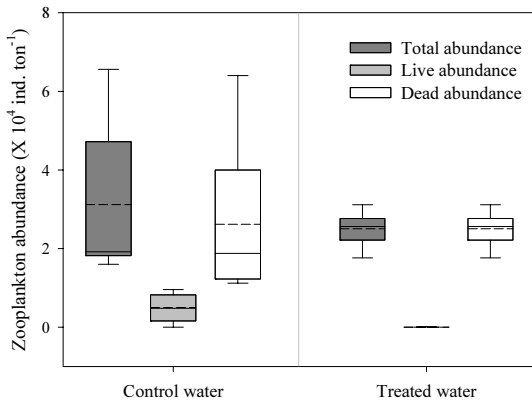 Zooplankton abundance (X 10⁴ ind. ton⁻¹)
8
6
4
2
0
Total abundance
Live abundance
Dead abundance
Control water
Treated water